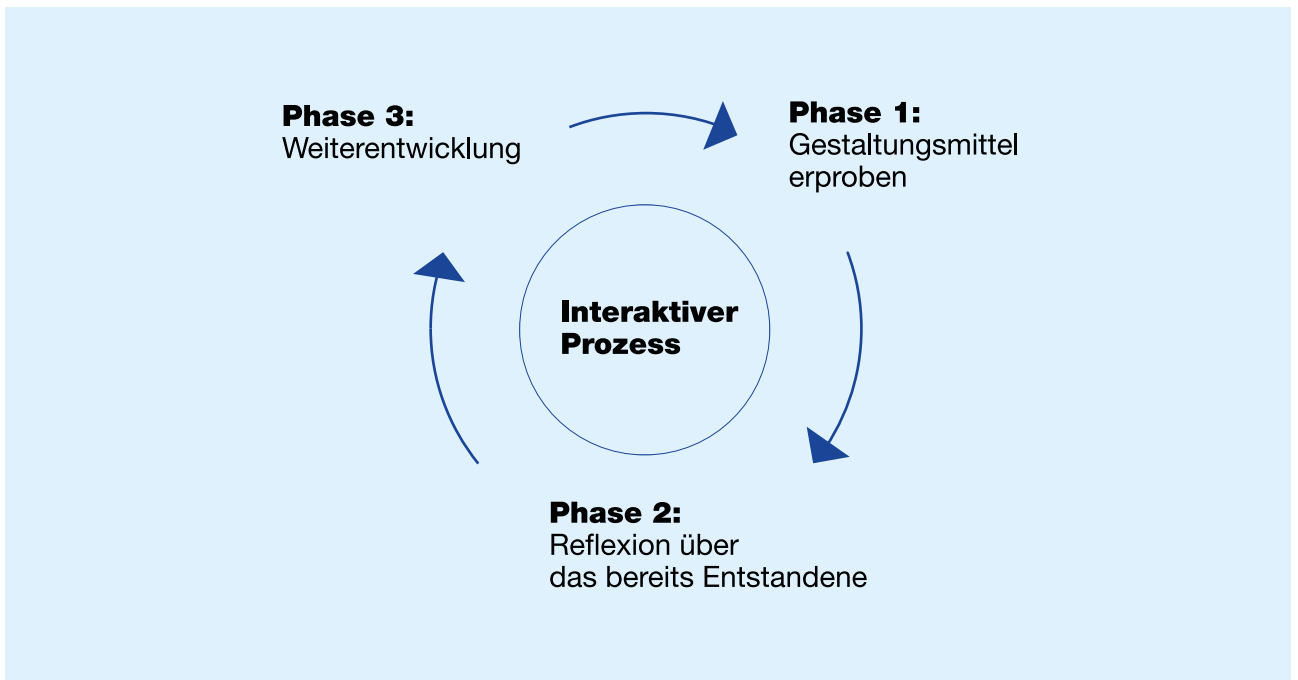 Phase 3:
Weiterentwicklung
Phase 1:
Gestaltungsmittel
erproben
Interaktiver
Prozess
Phase 2:
Reflexion über
das bereits Entstandene